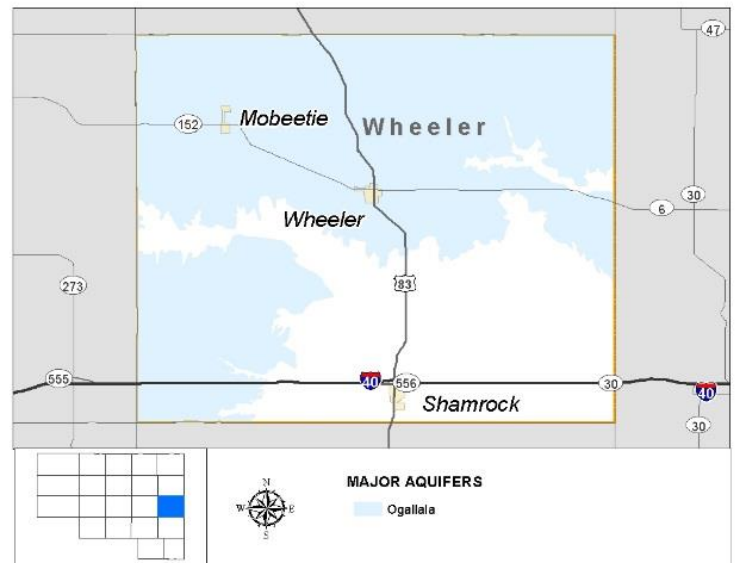 47
152
Mobeetie
Wheeler
30
6
Wheeler
273
83
555
40
556
30
40
Shamrock
30
N
W E
S
MAJOR AQUIFERS
Ogallala